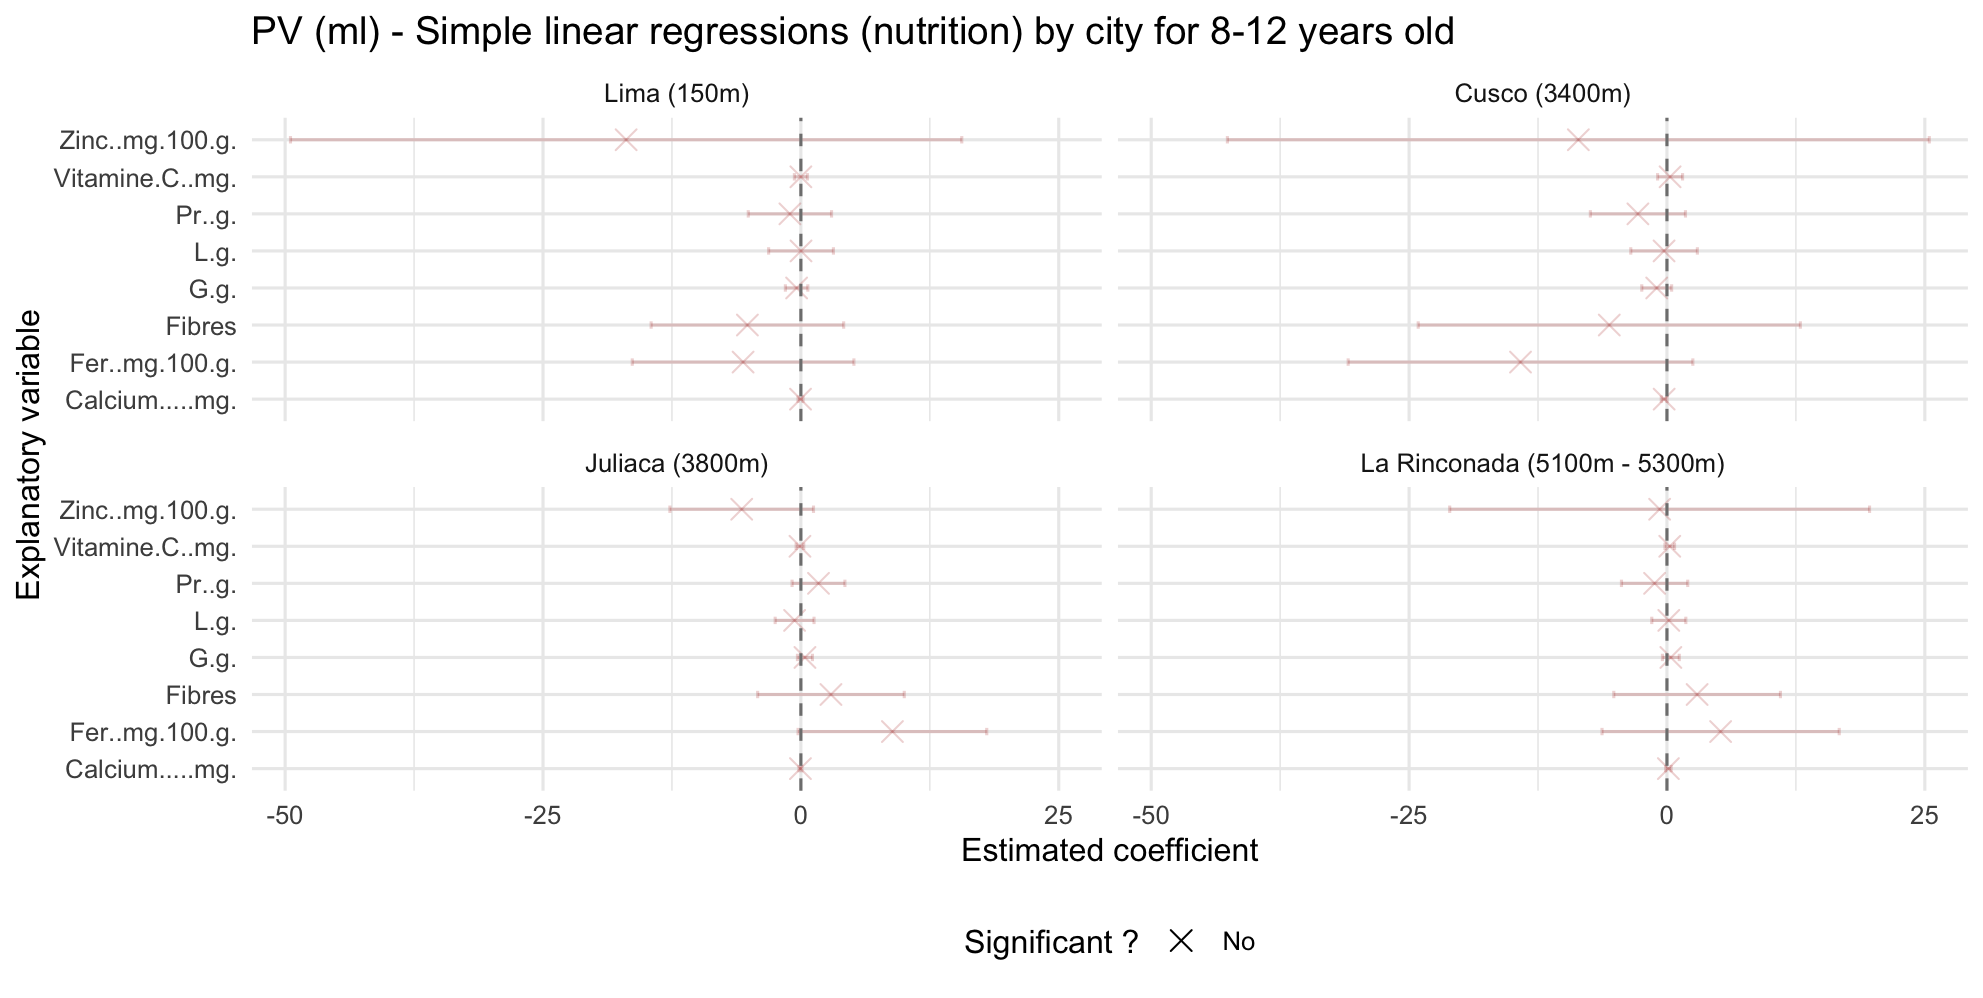 PV (ml) - Simple linear regressions (nutrition) by city for 8-12 years old
Lima (150m)
Cusco (3400m)
Zinc..mg.100.g.
Vitamine.C..mg.
Pr..g.
L.g.
G.g.
Fibres
Fer..mg.100.g.
Calcium.....mg.
Juliaca (3800m)
La Rinconada (5100m - 5300m)
Zinc..mg.100.g.
Vitamine.C..mg.
Pr..g.
L.g.
G.g.
Fibres
Fer..mg.100.g.
Calcium.....mg.
Explanatory variable
-50 -25 0 25 -50 -25 0 25
Estimated coefficient
Significant ? No